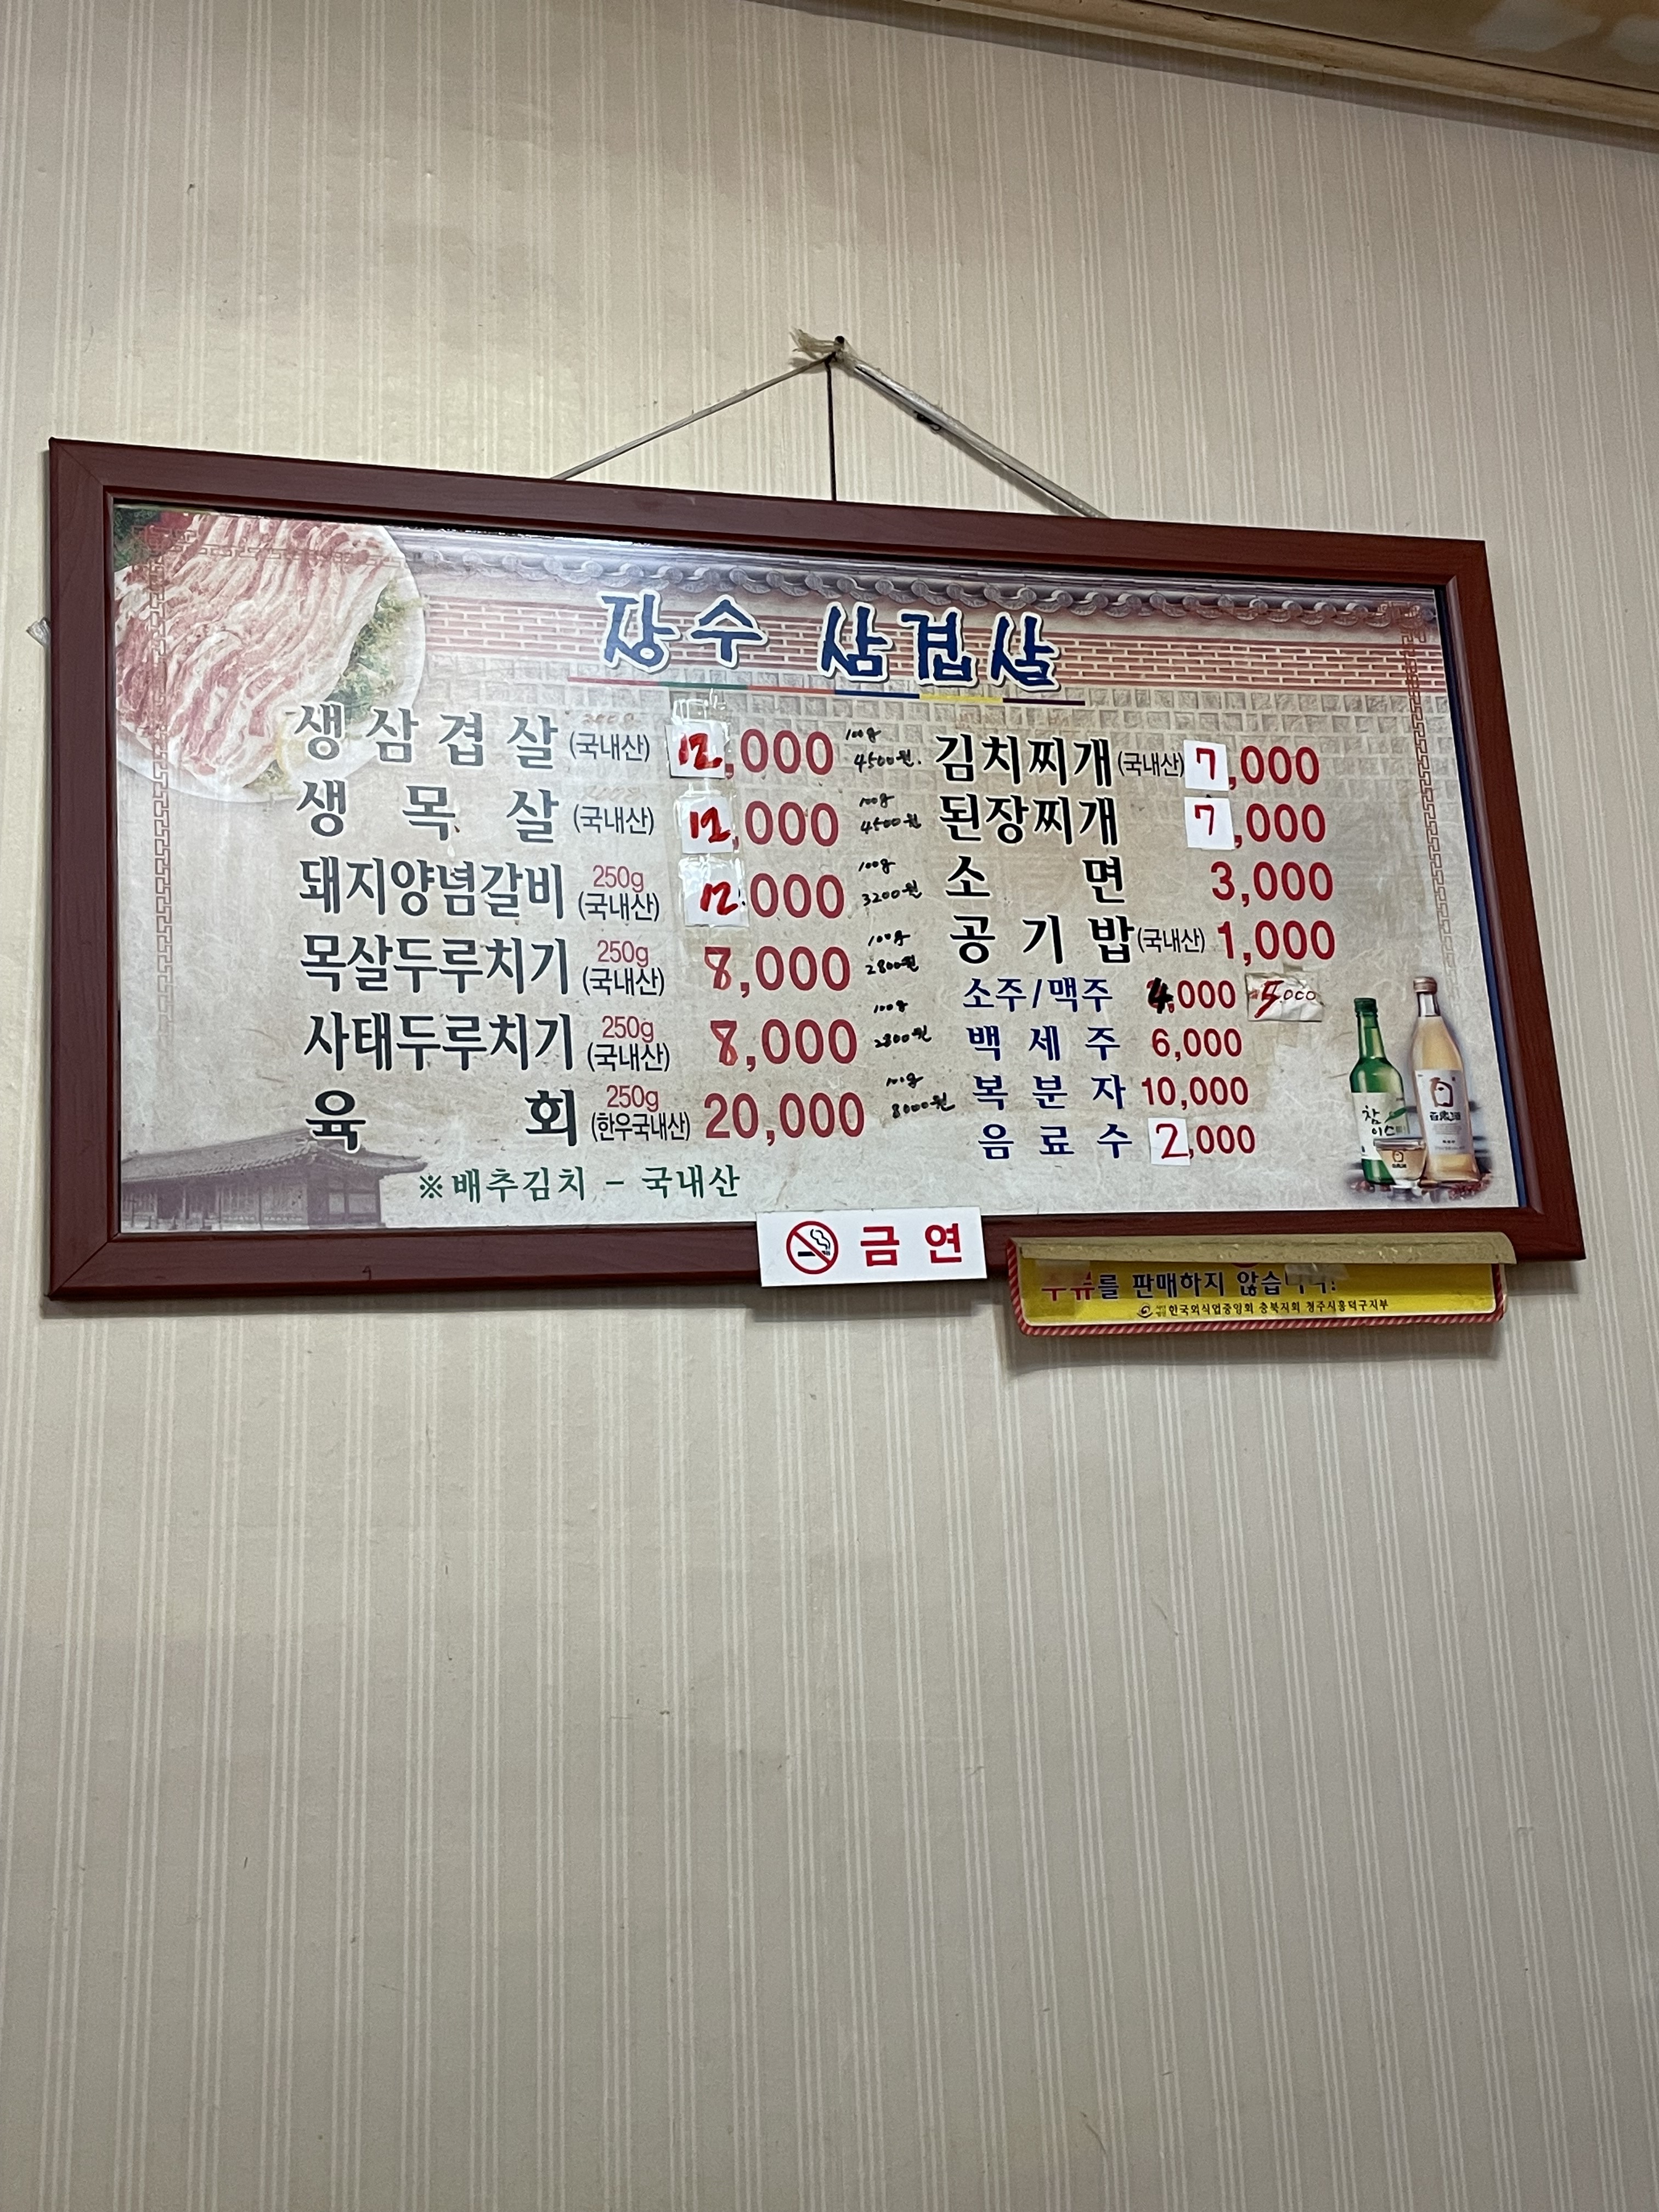 장수 삼겹살
생삼겹살 (국내산) 12,000 100g 4500원.
생목살 (국내산) 12,000 100g 4500원
돼지양념갈비 250g (국내산) 12,000 100g 3200원
목살두루치기 250g (국내산) 8,000 100g 2800원
사태두루치기 250g (국내산) 8,000 100g 2800원
육회 250g (한우국내산) 20,000 100g 8000원
※배추김치 - 국내산
김치찌개 (국내산) 7,000
된장찌개 7,000
소면 3,000
공기밥 (국내산) 1,000
소주/맥주 4,000 5,000
백세주 6,000
복분자 10,000
음료수 2,000
참
이슬
금연
를 판매하지 않습니다!
한국외식업중앙회 충북지회 청주시흥덕구지부